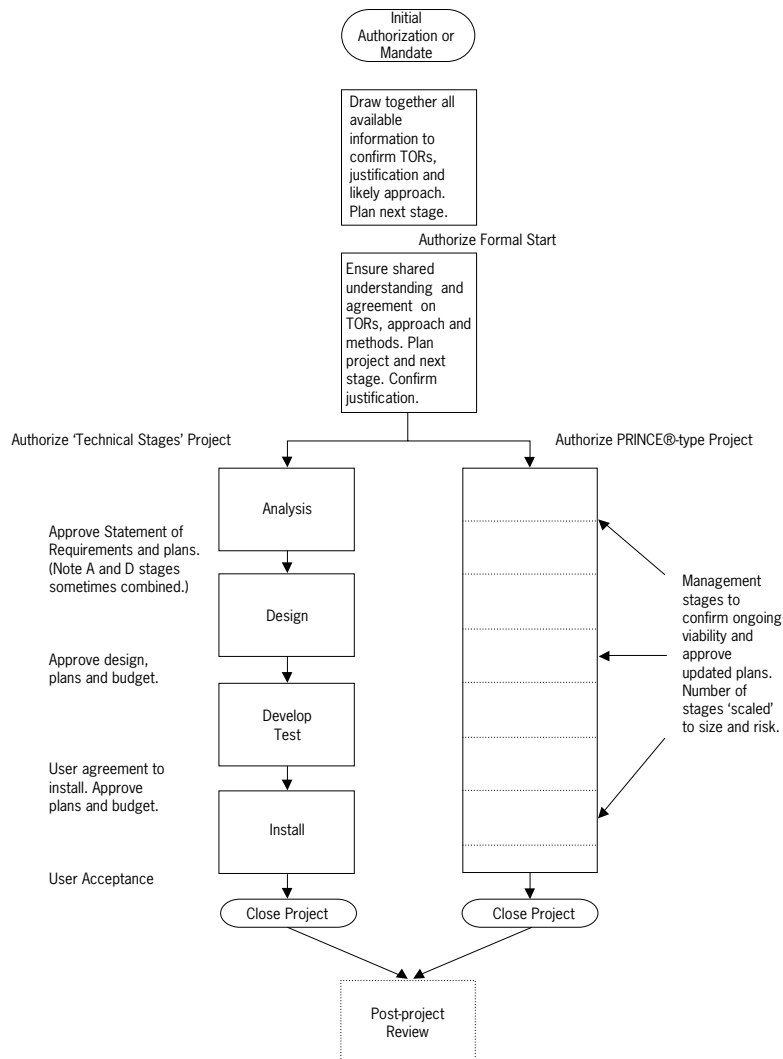 Initial
Authorization or
Mandate
Draw together all
available
information to
confirm TORs,
justification and
likely approach.
Plan next stage.
Authorize Formal Start
Ensure shared
understanding and
agreement on
TORs, approach and
methods. Plan
project and next
stage. Confirm
justification.
Authorize ‘Technical Stages’ Project
Authorize PRINCE®-type Project
Analysis
Approve Statement of
Requirements and plans.
(Note A and D stages
sometimes combined.)
Design
Approve design,
plans and budget.
Develop
Test
User agreement to
install. Approve
plans and budget.
Install
User Acceptance
Management
stages to
confirm ongoing
viability and
approve
updated plans.
Number of
stages ‘scaled’
to size and risk.
Close Project
Close Project
Post-project
Review